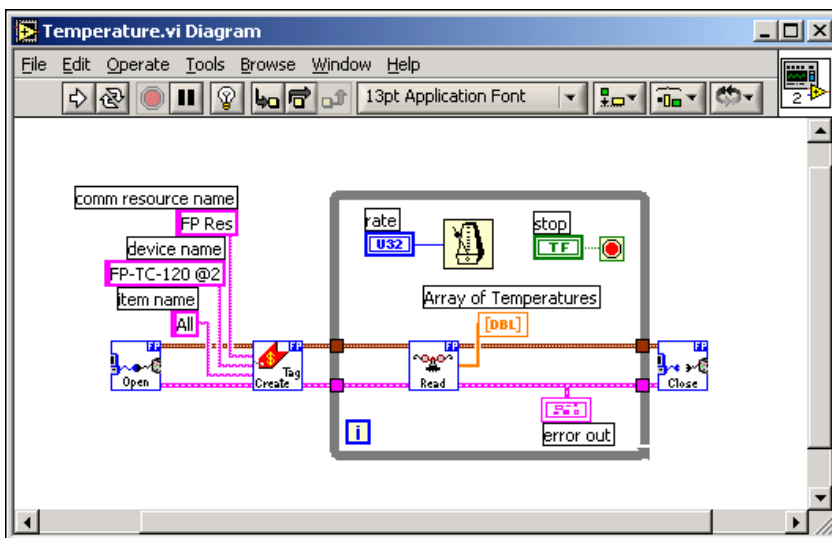 Temperature.vi Diagram
File Edit Operate Tools Browse Window Help
13pt Application Font
2
comm resource name
FP Res
device name
FP-TC-120 @2
item name
All
rate
U32
stop
TF
Array of Temperatures
[DBL]
FP
Open
FP
Tag
Create
FP
Read
FP
Close
error out
i